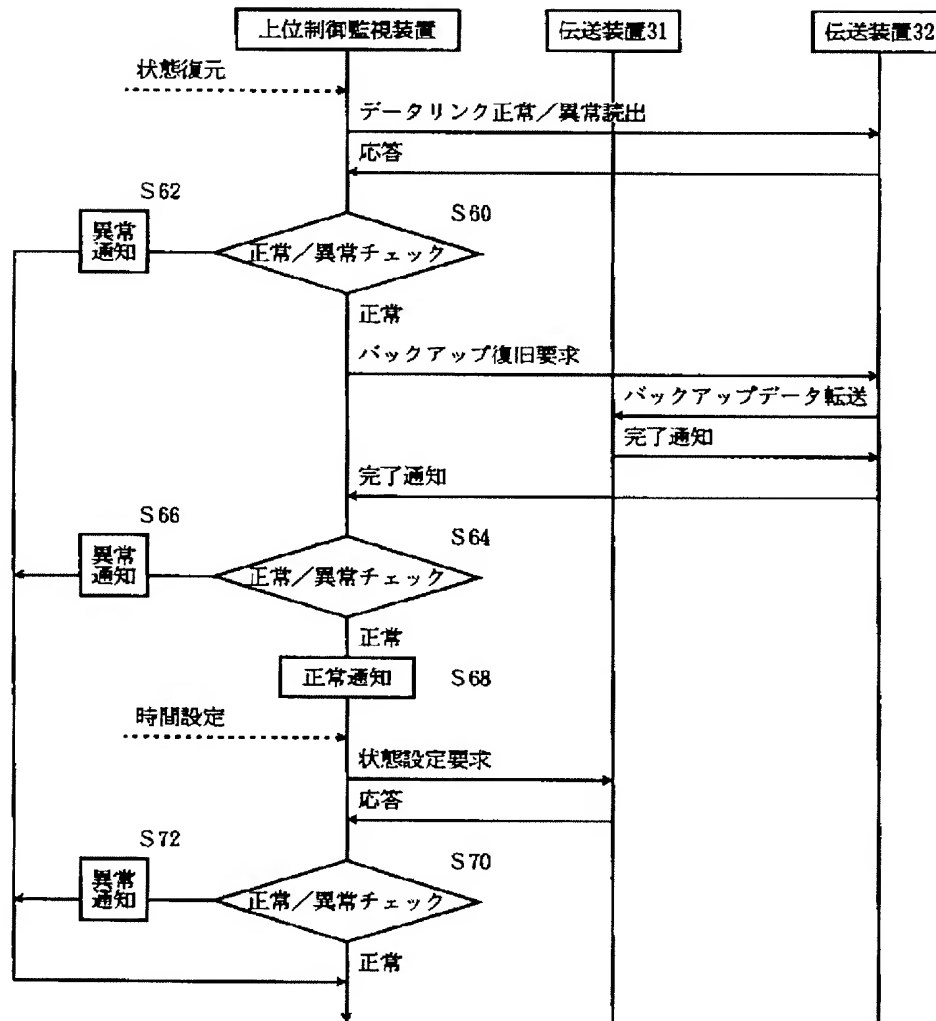 上位制御監視装置
伝送装置31
伝送装置32
状態復元
データリンク正常／異常読出
応答
S62
S60
異常
通知
正常／異常チェック
正常
バックアップ復旧要求
バックアップデータ転送
完了通知
完了通知
S66
S64
異常
通知
正常／異常チェック
正常
正常通知
S68
時間設定
状態設定要求
応答
S72
S70
異常
通知
正常／異常チェック
正常